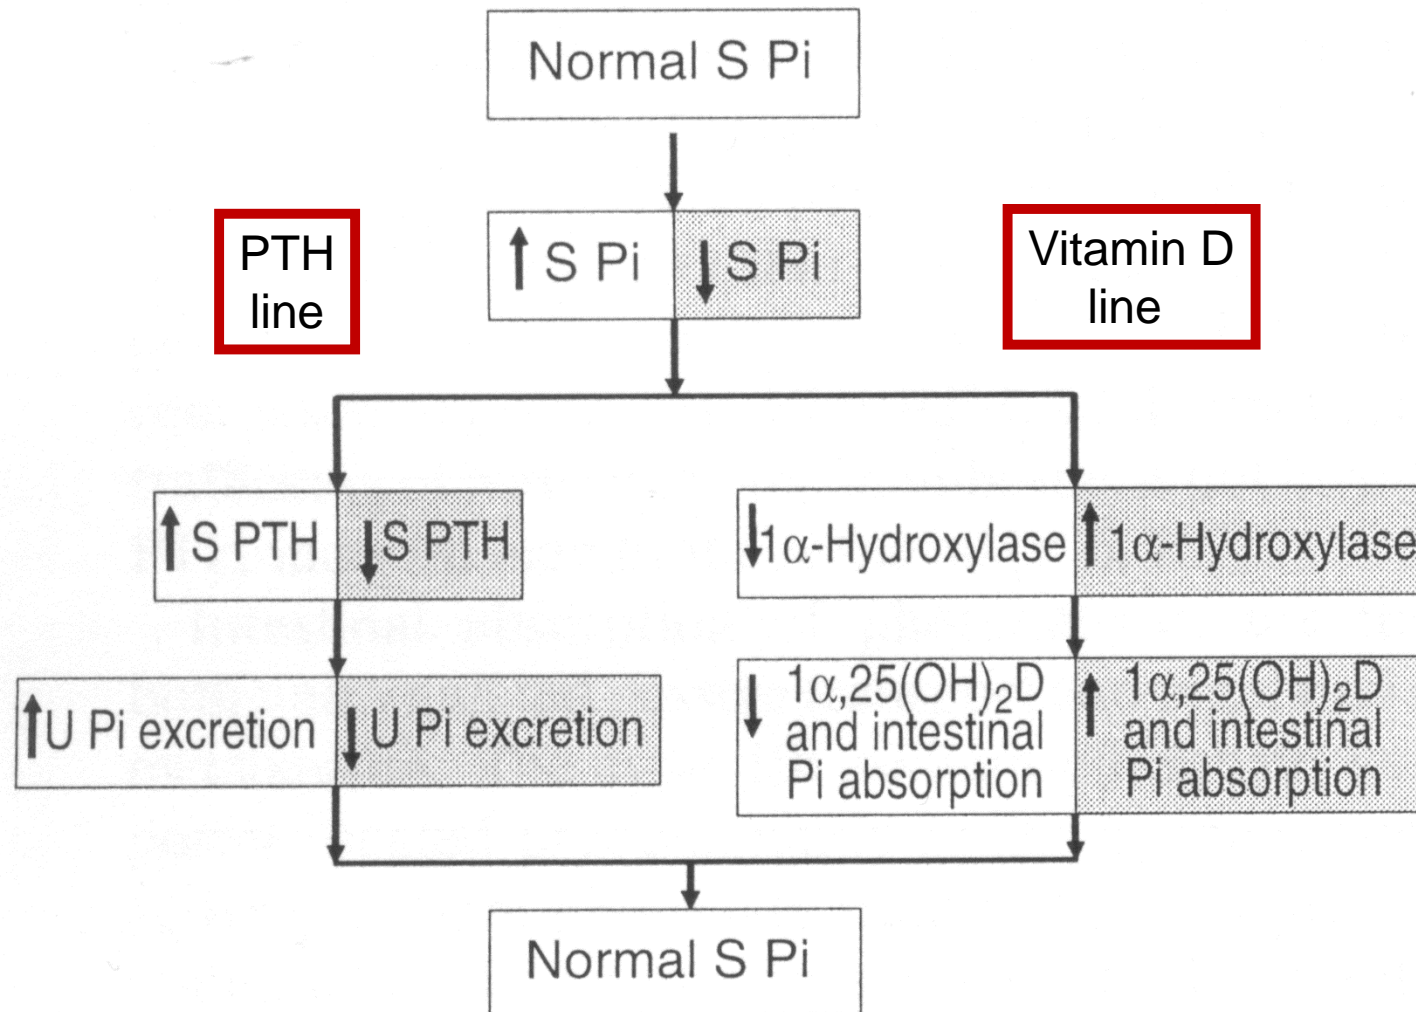 Normal S Pi
PTH
line
↑ S Pi
↓ S Pi
Vitamin D
line
↑ S PTH
↓ S PTH
↓ 1α-Hydroxylase
↑ 1α-Hydroxylase
↑ U Pi excretion
↓ U Pi excretion
↓ 1α,25(OH)₂D
and intestinal
Pi absorption
↑ 1α,25(OH)₂D
and intestinal
Pi absorption
Normal S Pi